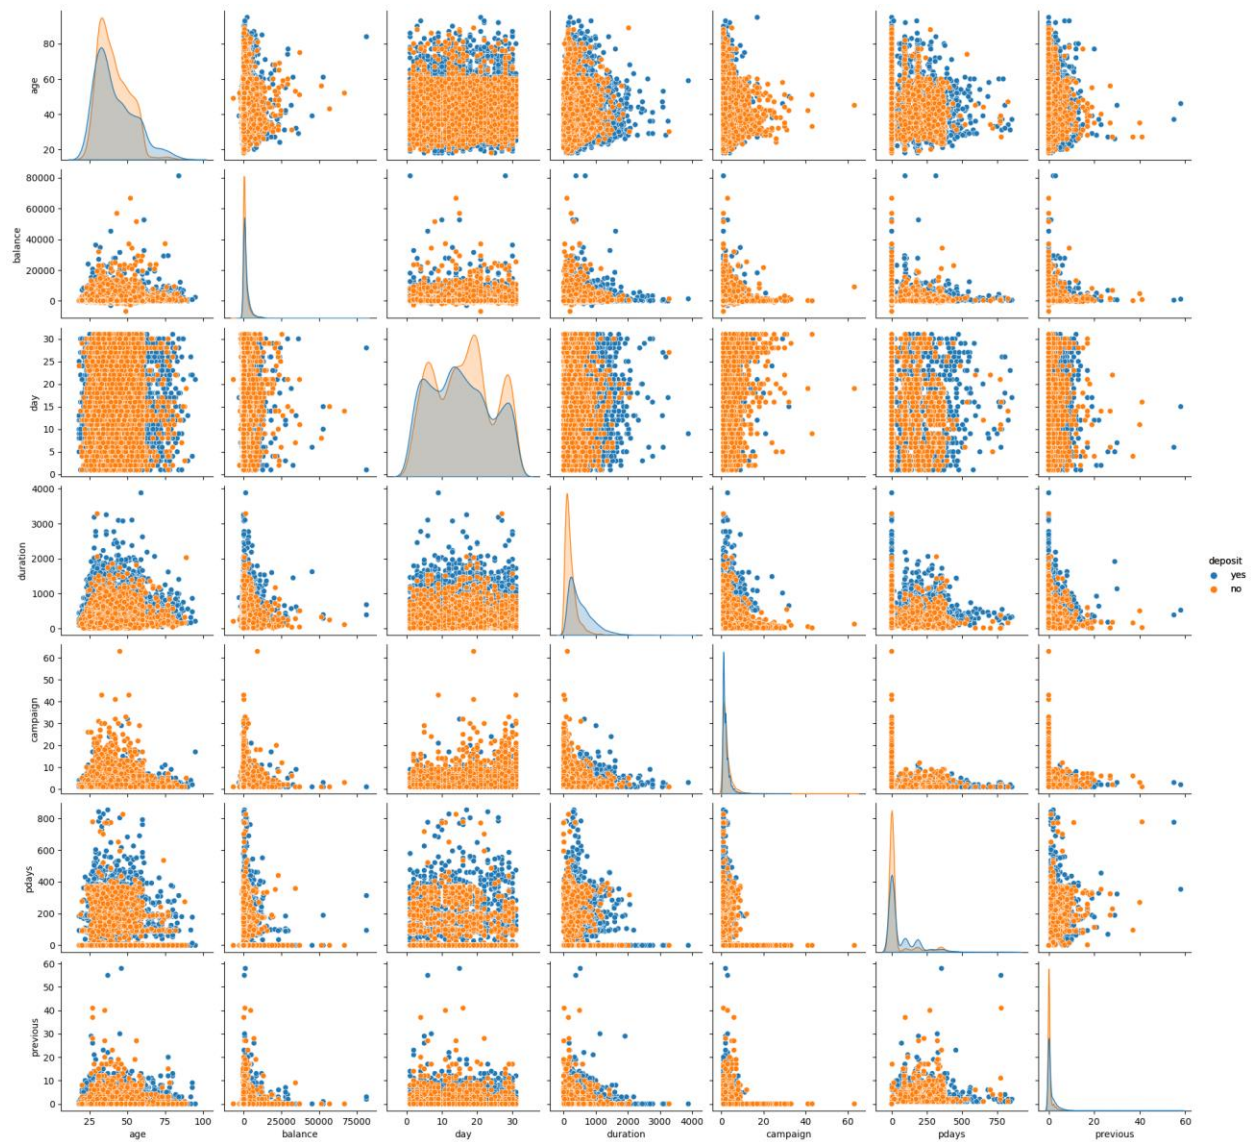 80
60
40
20
age
80000
60000
40000
20000
0
balance
30
25
20
15
10
5
0
day
4000
3000
2000
1000
0
duration
deposit
yes
no
60
50
40
30
20
10
0
campaign
800
600
400
200
0
pdays
60
50
40
30
20
10
0
previous
25 50 75 100
0 25000 50000 75000
0 10 20 30
0 1000 2000 3000 4000
0 20 40 60
0 250 500 750
0 20 40 60
age balance day duration campaign pdays previous